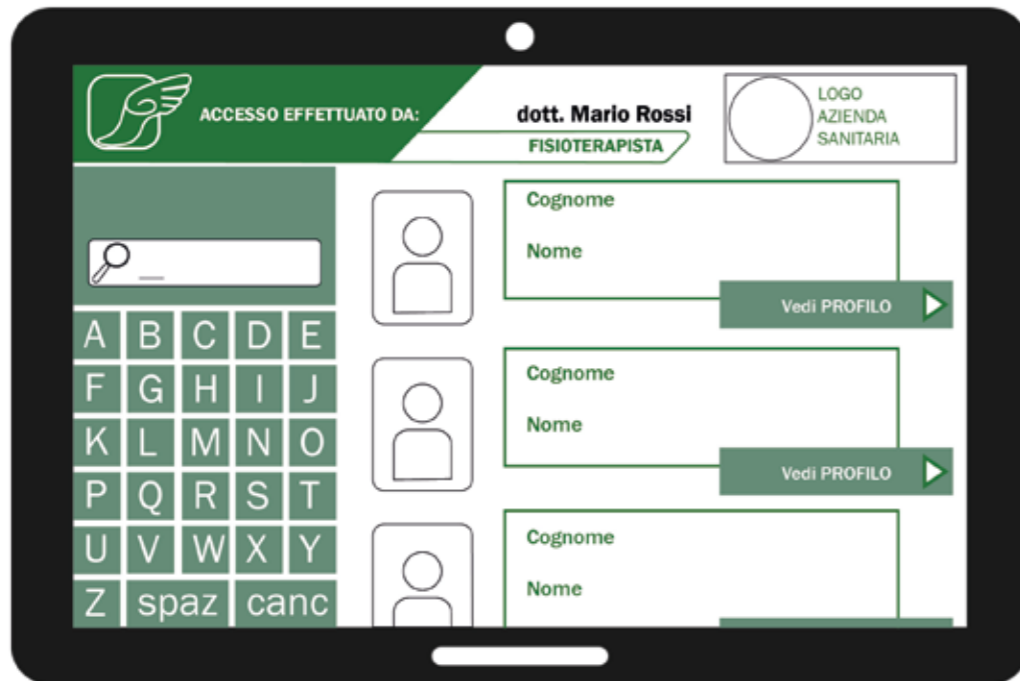 ACCESSO EFFETTUATO DA:
dott. Mario Rossi
FISIOTERAPISTA
LOGO
AZIENDA
SANITARIA
A B C D E
F G H I J
K L M N O
P Q R S T
U V W X Y
Z spaz canc
Cognome
Nome
Vedi PROFILO
Cognome
Nome
Vedi PROFILO
Cognome
Nome